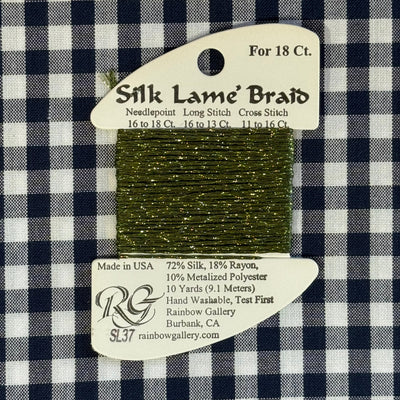 For 18 Ct.
Silk Lamé Braid
Needlepoint Long Stitch Cross Stitch
16 to 18 Ct. 16 to 13 Ct. 11 to 16 Ct.
Made in USA
72% Silk, 18% Rayon,
10% Metalized Polyester
10 Yards (9.1 Meters)
Hand Washable, Test First
Rainbow Gallery
Burbank, CA
rainbowgallery.com
RG
SL37